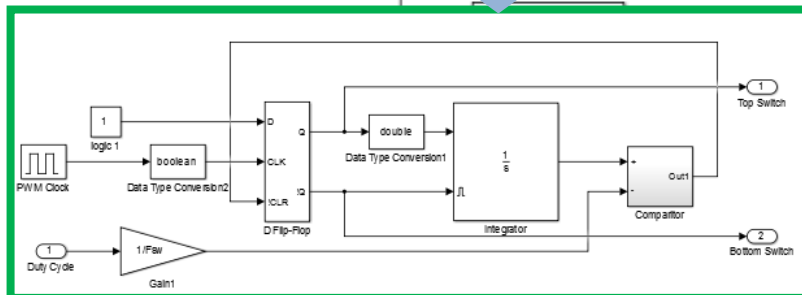 1
logic 1
PWM Clock
boolean
Data Type Conversion2
D
CLK
!CLR
Q
!Q
D Flip-Flop
double
Data Type Conversion1
1
s
Integrator
+
-
Out1
Comparitor
1
Top Switch
2
Bottom Switch
1
Duty Cycle
1/Fsw
Gain1